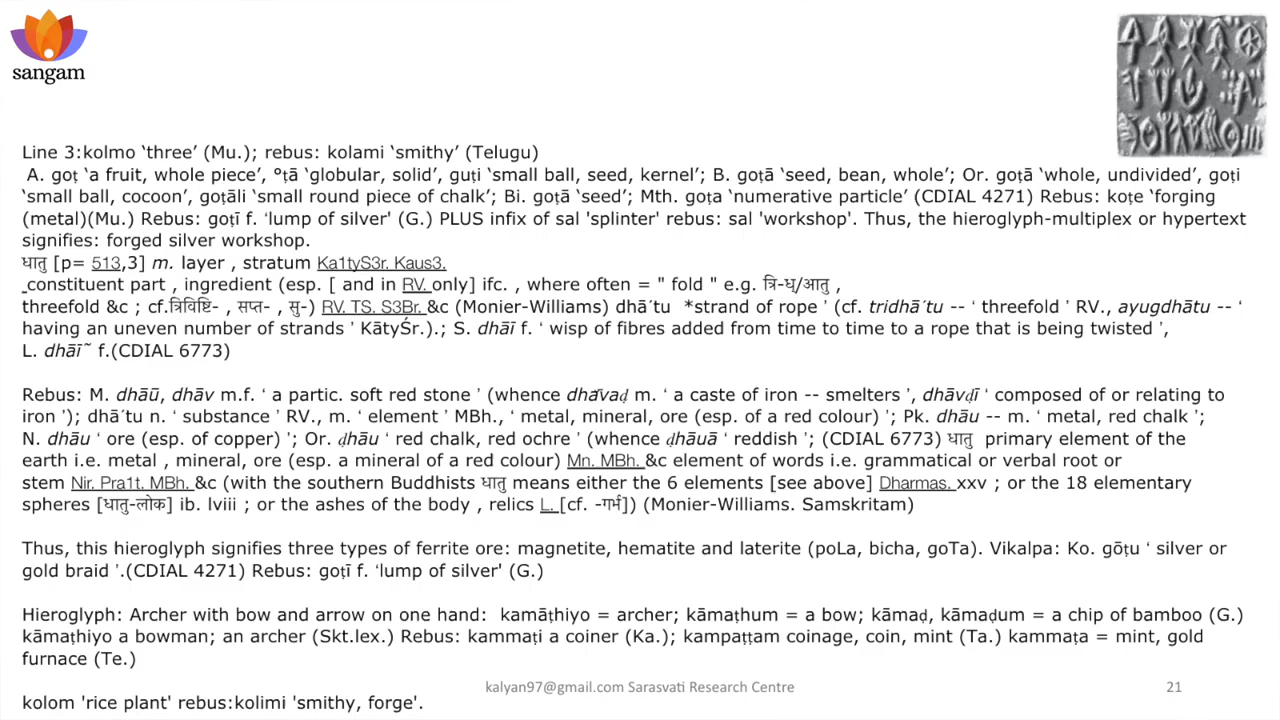 sangam
Line 3:kolmo ‘three’ (Mu.); rebus: kolami ‘smithy’ (Telugu)
A. goṭ ‘a fruit, whole piece’, °ṭā ‘globular, solid’, guṭi ‘small ball, seed, kernel’; B. goṭā ‘seed, bean, whole’; Or. goṭā ‘whole, undivided’, goṭi
‘small ball, cocoon’, goṭāli ‘small round piece of chalk’; Bi. goṭā ‘seed’; Mth. goṭa ‘numerative particle’ (CDIAL 4271) Rebus: koṭe ‘forging
(metal)(Mu.) Rebus: goṭī f. ‘lump of silver' (G.) PLUS infix of sal 'splinter' rebus: sal 'workshop'. Thus, the hieroglyph-multiplex or hypertext
signifies: forged silver workshop.
धातु [p= 513,3] m. layer , stratum Ka1tyS3r. Kaus3.
_constituent part , ingredient (esp. [ and in RV. only] ifc. , where often = " fold " e.g. त्रि-ध्/आतु ,
threefold &c ; cf.त्रिविष्टि- , सप्त- , सु-) RV. TS. S3Br. &c (Monier-Williams) dhā´tu *strand of rope ’ (cf. tridhā´tu -- ‘ threefold ’ RV., ayugdhātu -- ‘
having an uneven number of strands ’ KātyŚr.).; S. dhāī f. ‘ wisp of fibres added from time to time to a rope that is being twisted ’,
L. dhāī˜ f.(CDIAL 6773)
Rebus: M. dhāū, dhāv m.f. ‘ a partic. soft red stone ’ (whence dhā̆vaḍ m. ‘ a caste of iron -- smelters ’, dhāvḍī ‘ composed of or relating to
iron ’); dhā´tu n. ‘ substance ’ RV., m. ‘ element ’ MBh., ‘ metal, mineral, ore (esp. of a red colour) ’; Pk. dhāu -- m. ‘ metal, red chalk ’;
N. dhāu ‘ ore (esp. of copper) ’; Or. ḍhāu ‘ red chalk, red ochre ’ (whence ḍhāuā ‘ reddish ’; (CDIAL 6773) धातु primary element of the
earth i.e. metal , mineral, ore (esp. a mineral of a red colour) Mn. MBh. &c element of words i.e. grammatical or verbal root or
stem Nir. Pra1t. MBh. &c (with the southern Buddhists धातु means either the 6 elements [see above] Dharmas. xxv ; or the 18 elementary
spheres [धातु-लोक] ib. lviii ; or the ashes of the body , relics L. [cf. -गर्भ]) (Monier-Williams. Samskritam)
Thus, this hieroglyph signifies three types of ferrite ore: magnetite, hematite and laterite (poLa, bicha, goTa). Vikalpa: Ko. gōṭu ‘ silver or
gold braid ’.(CDIAL 4271) Rebus: goṭī f. ‘lump of silver' (G.)
Hieroglyph: Archer with bow and arrow on one hand: kamāṭhiyo = archer; kāmaṭhum = a bow; kāmaḍ, kāmaḍum = a chip of bamboo (G.)
kāmaṭhiyo a bowman; an archer (Skt.lex.) Rebus: kammaṭi a coiner (Ka.); kampaṭṭam coinage, coin, mint (Ta.) kammaṭa = mint, gold
furnace (Te.)
kolom 'rice plant' rebus:kolimi 'smithy, forge'.
kalyan97@gmail.com Sarasvati Research Centre
21